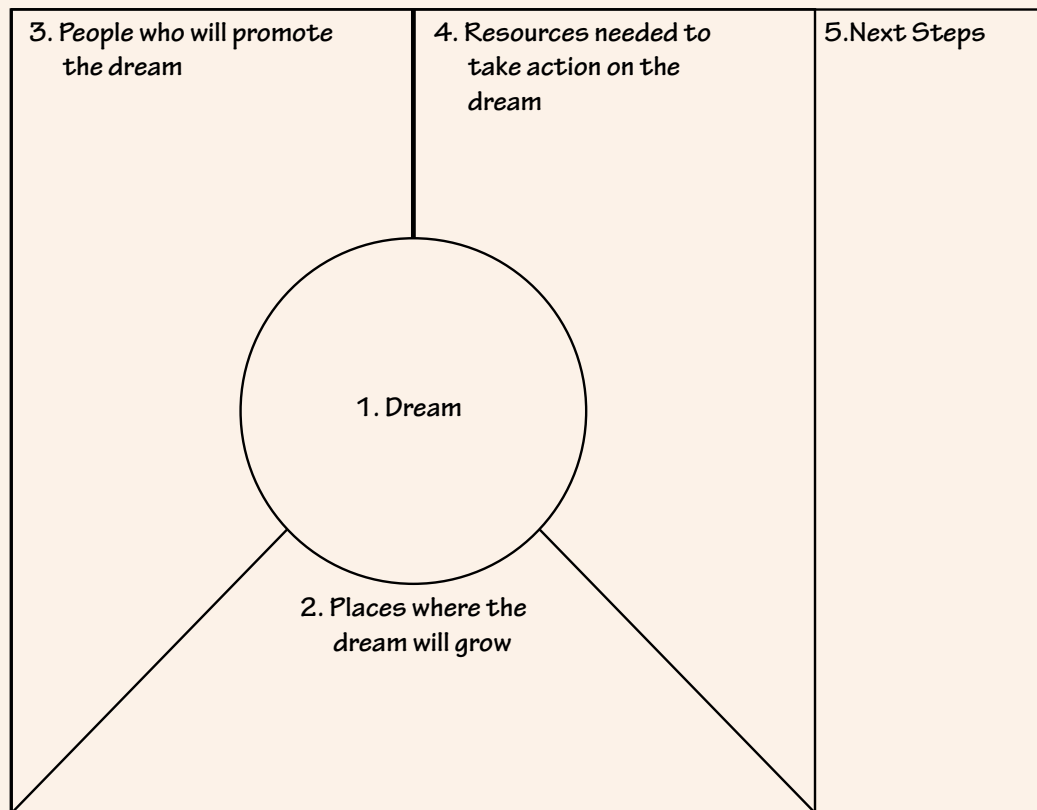 3. People who will promote
the dream
4. Resources needed to
take action on the
dream
5.Next Steps
1. Dream
2. Places where the
dream will grow